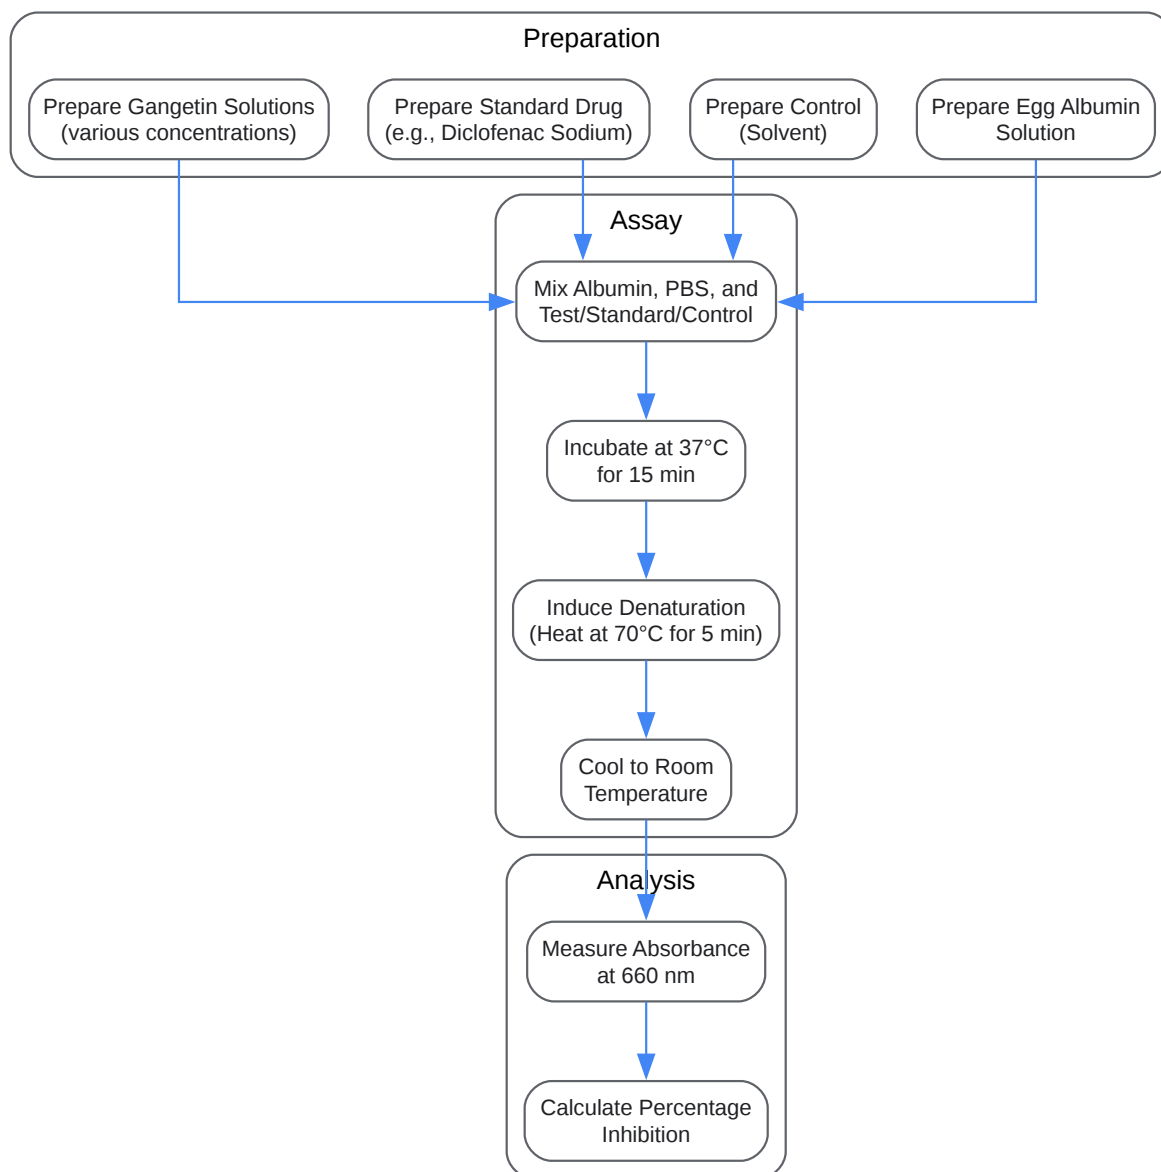 Preparation
Prepare Gangetin Solutions
(various concentrations)
Prepare Standard Drug
(e.g., Diclofenac Sodium)
Prepare Control
(Solvent)
Prepare Egg Albumin
Solution
Assay
Mix Albumin, PBS, and
Test/Standard/Control
Incubate at 37°C
for 15 min
Induce Denaturation
(Heat at 70°C for 5 min)
Cool to Room
Temperature
Analysis
Measure Absorbance
at 660 nm
Calculate Percentage
Inhibition